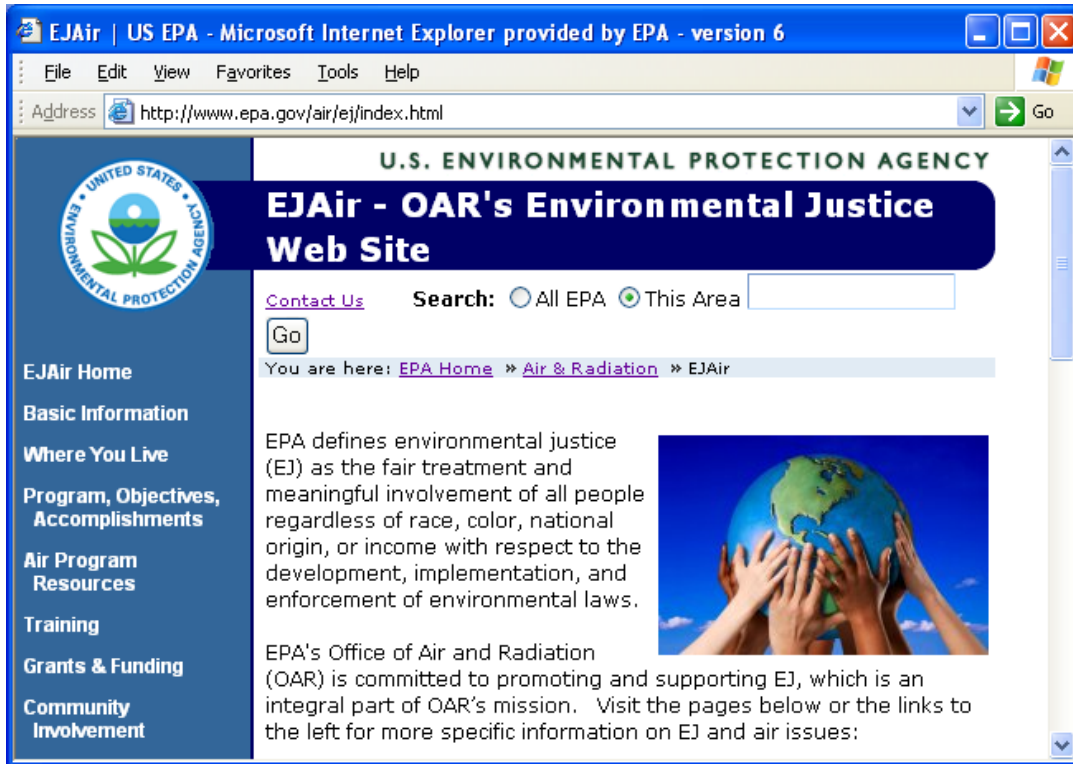 EJAir | US EPA - Microsoft Internet Explorer provided by EPA - version 6
File Edit View Favorites Tools Help
Address http://www.epa.gov/air/ej/index.html Go
UNITED STATES ENVIRONMENTAL PROTECTION AGENCY
U.S. ENVIRONMENTAL PROTECTION AGENCY
EJAir - OAR's Environmental Justice
Web Site
Contact Us Search: All EPA This Area
Go
You are here: EPA Home » Air & Radiation » EJAir
EJAir Home
Basic Information
Where You Live
Program, Objectives,
Accomplishments
Air Program
Resources
Training
Grants & Funding
Community
Involvement
EPA defines environmental justice
(EJ) as the fair treatment and
meaningful involvement of all people
regardless of race, color, national
origin, or income with respect to the
development, implementation, and
enforcement of environmental laws.
EPA's Office of Air and Radiation
(OAR) is committed to promoting and supporting EJ, which is an
integral part of OAR's mission. Visit the pages below or the links to
the left for more specific information on EJ and air issues: